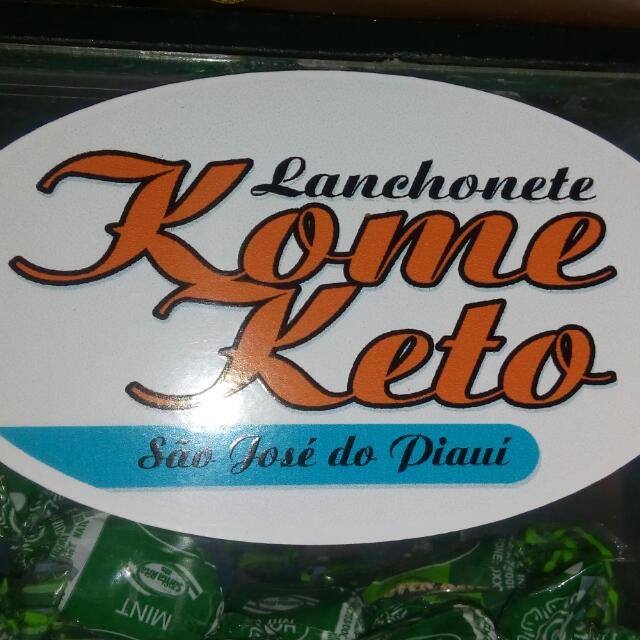 Lanchonete
Kome
Keto
São José do Piauí
MINT